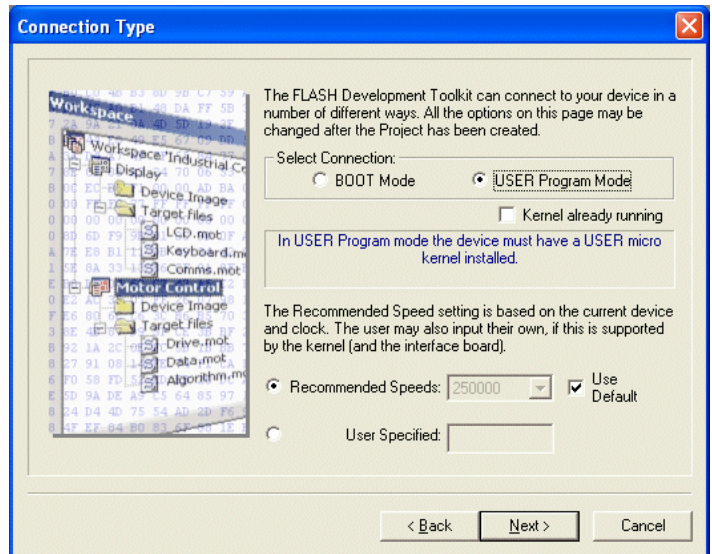 Connection Type
Workspace
Workspace 'Industrial Co
Display
Device Image
Target files
LCD.mot
Keyboard.m
Comms.mot
Motor Control
Device Image
Target files
Drive.mot
Data.mot
Algorithm.mo
The FLASH Development Toolkit can connect to your device in a
number of different ways. All the options on this page may be
changed after the Project has been created.
Select Connection:
BOOT Mode
USER Program Mode
Kernel already running
In USER Program mode the device must have a USER micro
kernel installed.
The Recommended Speed setting is based on the current device
and clock. The user may also input their own, if this is supported
by the kernel (and the interface board).
Recommended Speeds: 250000
Use
Default
User Specified:
< Back
Next >
Cancel